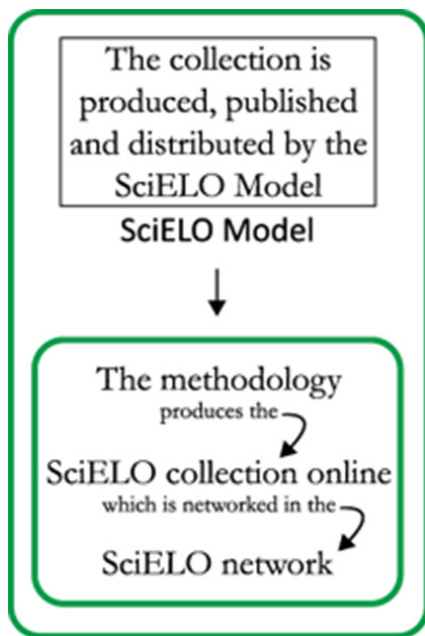 The collection is
produced, published
and distributed by the
SciELO Model
SciELO Model
The methodology
produces the
SciELO collection online
which is networked in the
SciELO network